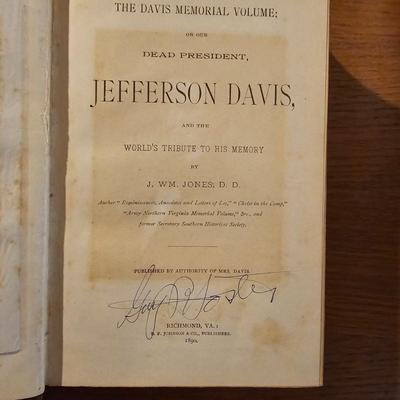 THE DAVIS MEMORIAL VOLUME;
OR OUR
DEAD PRESIDENT,
JEFFERSON DAVIS,
AND THE
WORLD'S TRIBUTE TO HIS MEMORY
BY
J. WM. JONES, D. D.
Author "Reminiscences, Anecdotes and Letters of Lee," "Christ in the Camp,"
"Army Northern Virginia Memorial Volume," &c., and
former Secretary Southern Historical Society.
PUBLISHED BY AUTHORITY OF MRS. DAVIS.
Foster
RICHMOND, VA.:
B. F. JOHNSON & CO., PUBLISHERS.
1890.